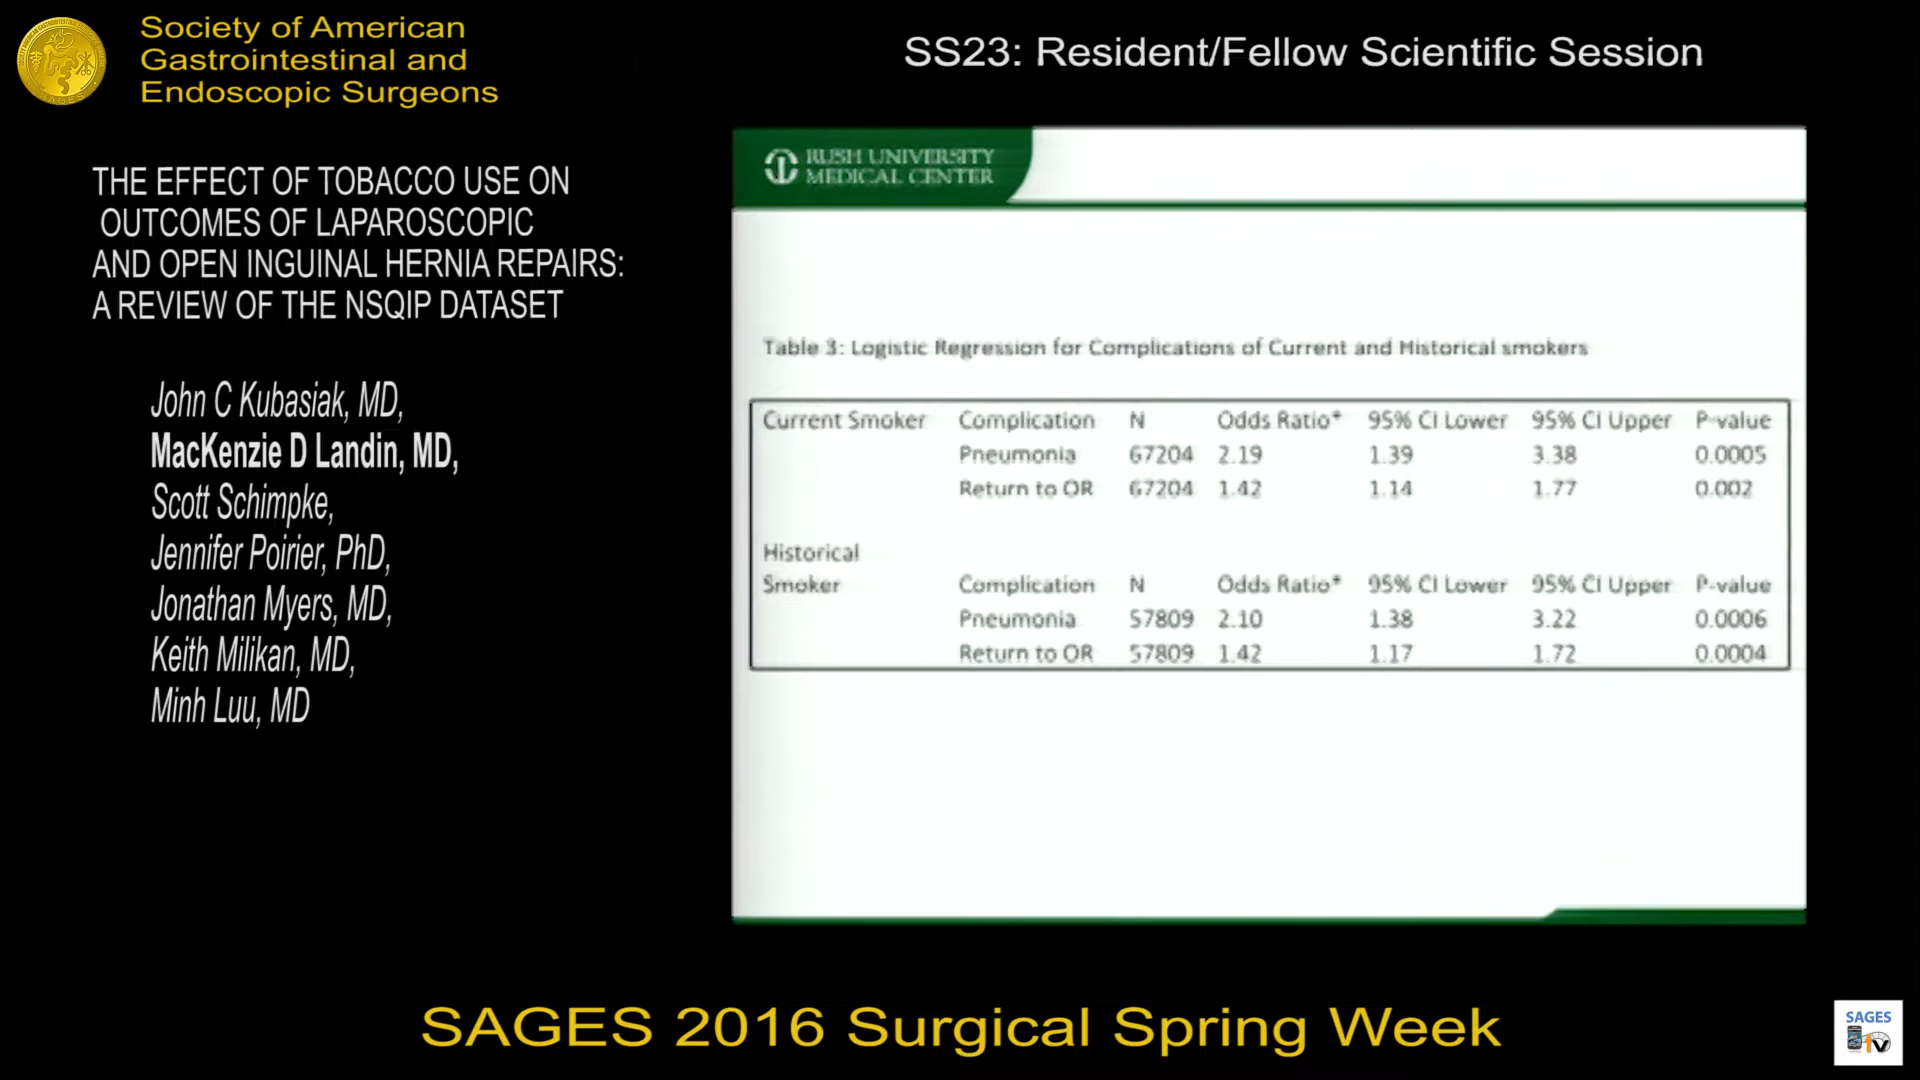 Society of American
Gastrointestinal and
Endoscopic Surgeons
SS23: Resident/Fellow Scientific Session
THE EFFECT OF TOBACCO USE ON
OUTCOMES OF LAPAROSCOPIC
AND OPEN INGUINAL HERNIA REPAIRS:
A REVIEW OF THE NSQIP DATASET
John C Kubasiak, MD,
MacKenzie D Landin, MD,
Scott Schimpke,
Jennifer Poirier, PhD,
Jonathan Myers, MD,
Keith Milikan, MD,
Minh Luu, MD
RUSH UNIVERSITY
MEDICAL CENTER
Table 3: Logistic Regression for Complications of Current and Historical smokers
Current Smoker Complication N Odds Ratio* 95% CI Lower 95% CI Upper P-value
Pneumonia 67204 2.19 1.39 3.38 0.0005
Return to OR 67204 1.42 1.14 1.77 0.002
Historical
Smoker Complication N Odds Ratio* 95% CI Lower 95% CI Upper P-value
Pneumonia 57809 2.10 1.38 3.22 0.0006
Return to OR 57809 1.42 1.17 1.72 0.0004
SAGES 2016 Surgical Spring Week
SAGES
TV